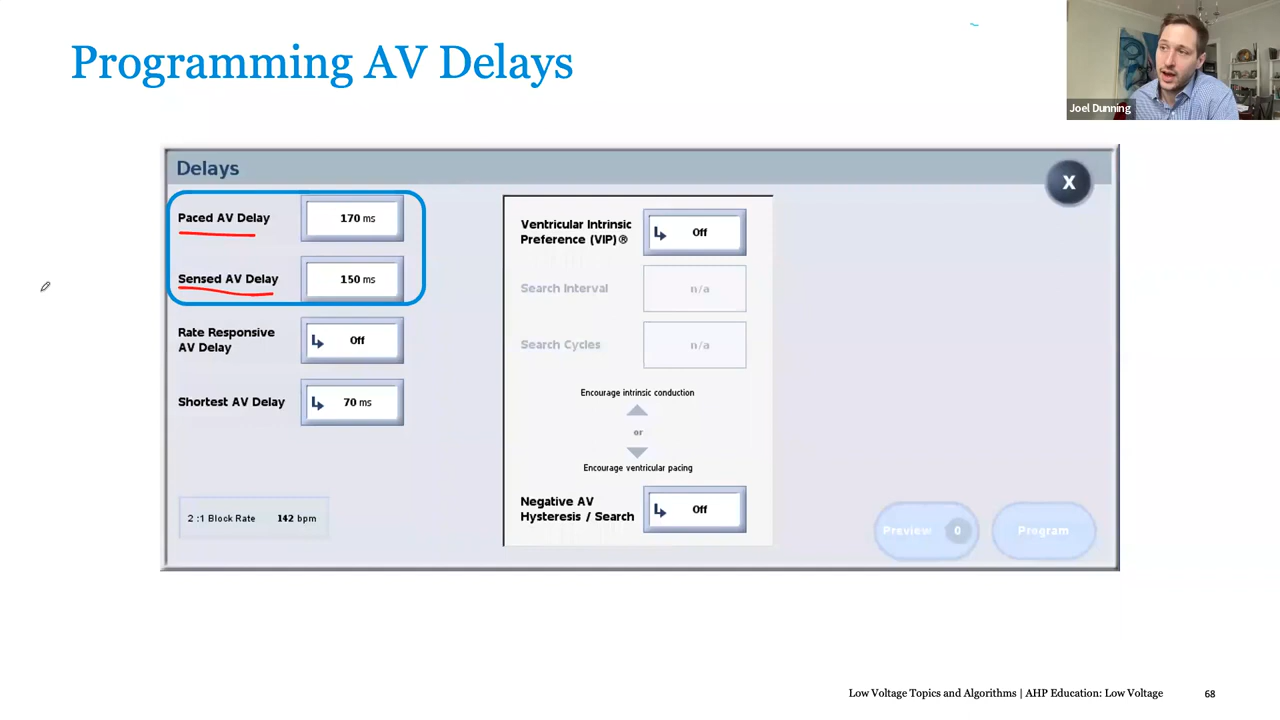 Programming AV Delays
Joel Dunning
Delays
X
Paced AV Delay
170 ms
Sensed AV Delay
150 ms
Rate Responsive
AV Delay
Off
Shortest AV Delay
70 ms
2 :1 Block Rate 142 bpm
Ventricular Intrinsic
Preference (VIP)®
Off
Search Interval
n/a
Search Cycles
n/a
Encourage intrinsic conduction
or
Encourage ventricular pacing
Negative AV
Hysteresis / Search
Off
Preview 0
Program
Low Voltage Topics and Algorithms | AHP Education: Low Voltage 68